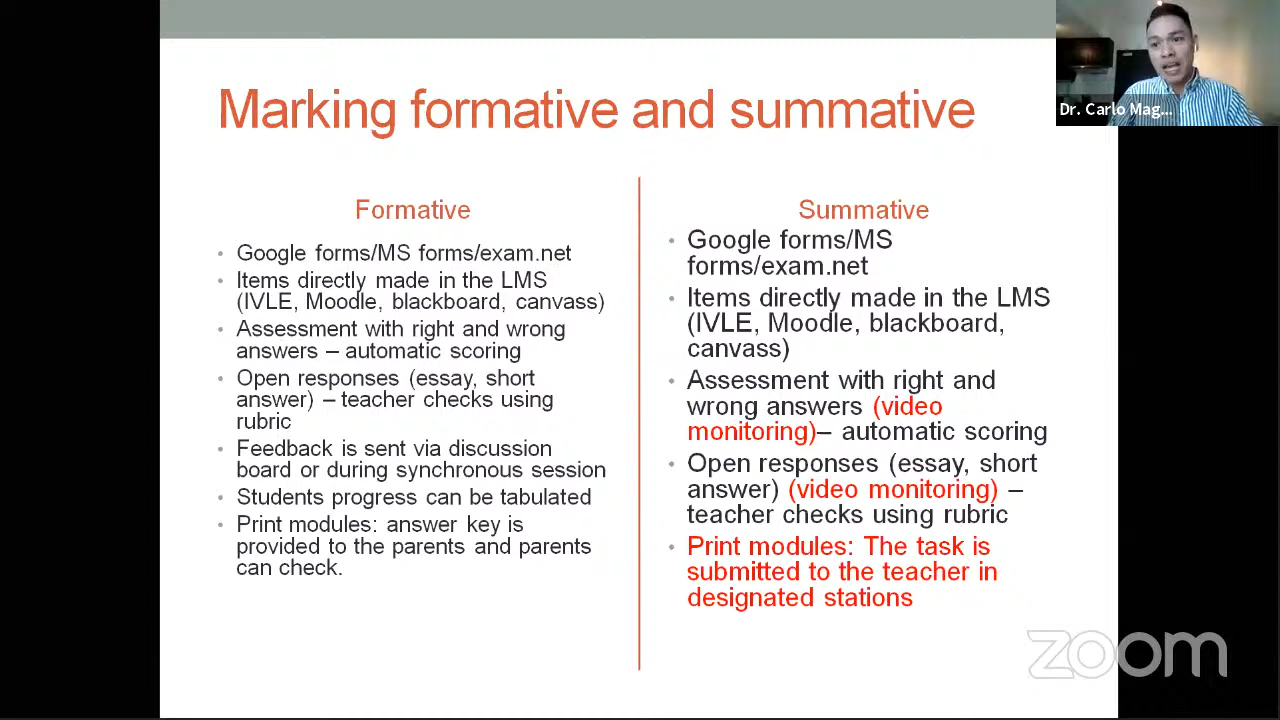 Marking formative and summative
Formative
Google forms/MS forms/exam.net
Items directly made in the LMS
(IVLE, Moodle, blackboard, canvass)
Assessment with right and wrong
answers – automatic scoring
Open responses (essay, short
answer) – teacher checks using
rubric
Feedback is sent via discussion
board or during synchronous session
Students progress can be tabulated
Print modules: answer key is
provided to the parents and parents
can check.
Summative
Google forms/MS
forms/exam.net
Items directly made in the LMS
(IVLE, Moodle, blackboard,
canvass)
Assessment with right and
wrong answers (video
monitoring)– automatic scoring
Open responses (essay, short
answer) (video monitoring) –
teacher checks using rubric
Print modules: The task is
submitted to the teacher in
designated stations
Dr. Carlo Mag...
zoom